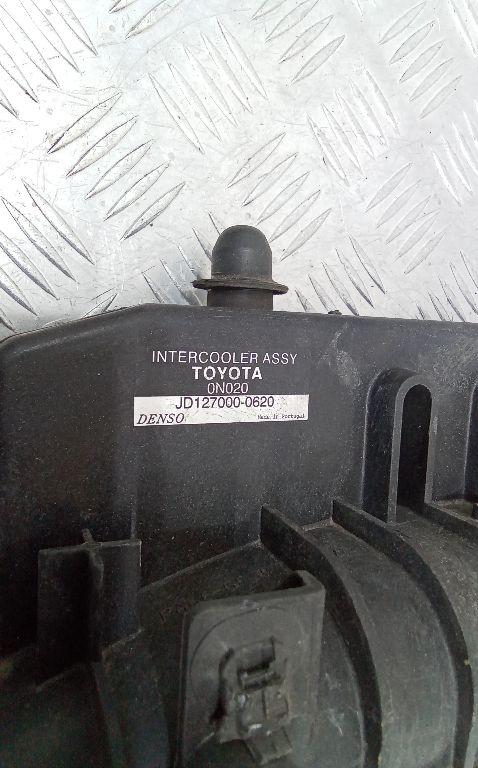 INTERCOOLER ASSY
TOYOTA
0N020
JD127000-0620
DENSO Made in Portugal